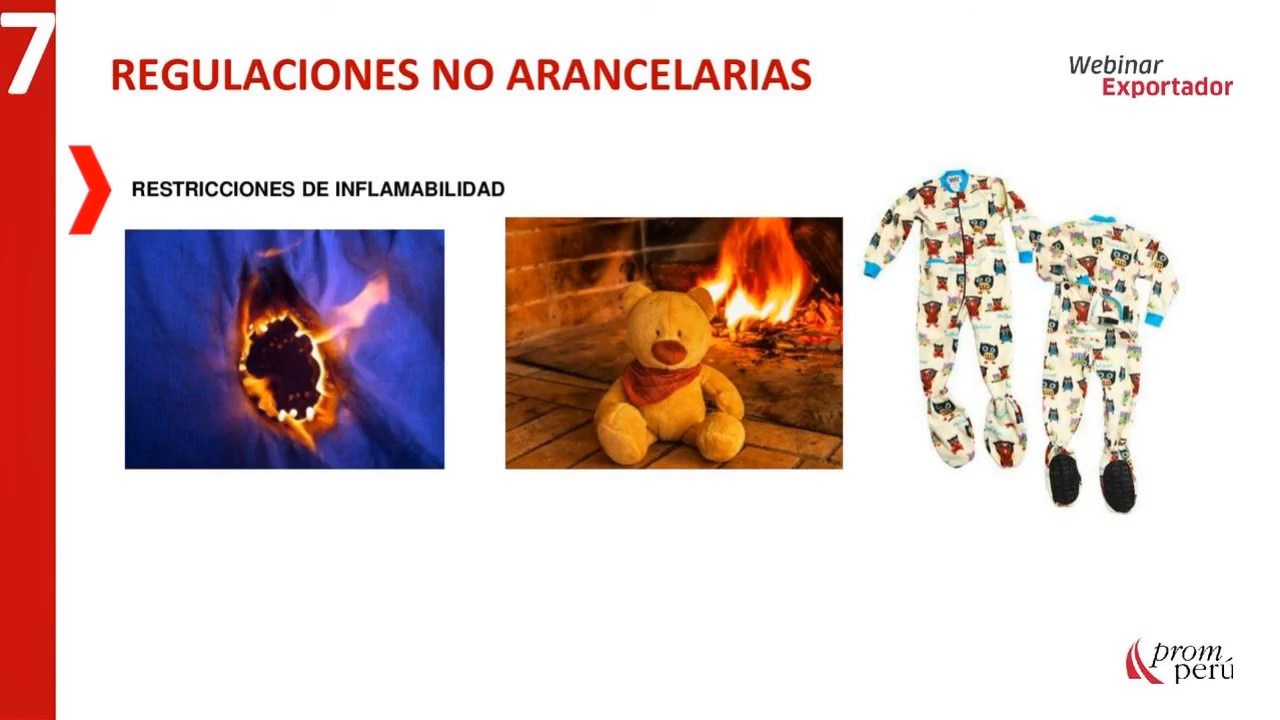 7
REGULACIONES NO ARANCELARIAS
Webinar
Exportador
RESTRICCIONES DE INFLAMABILIDAD
prom
perú